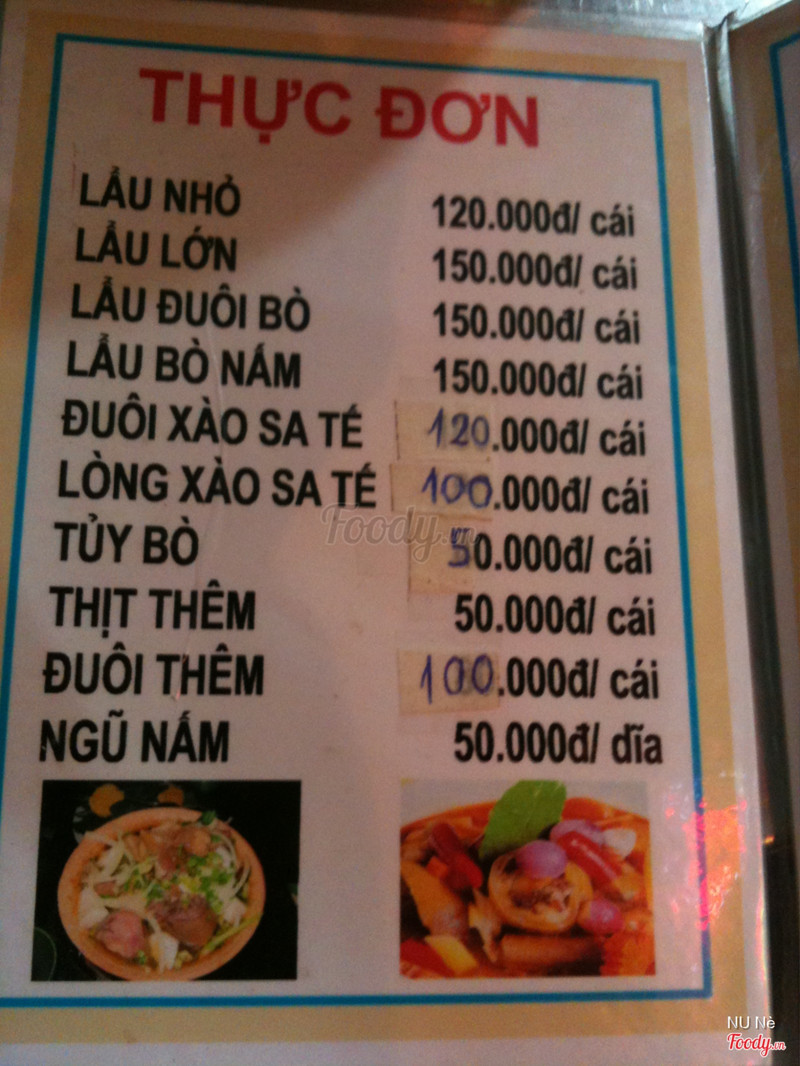 THỰC ĐƠN
LẨU NHỎ 120.000đ/ cái
LẨU LỚN 150.000đ/ cái
LẨU ĐUÔI BÒ 150.000đ/ cái
LẨU BÒ NẤM 150.000đ/ cái
ĐUÔI XÀO SA TÉ 120.000đ/ cái
LÒNG XÀO SA TÉ 100.000đ/ cái
Foody.vn
TỦY BÒ 50.000đ/ cái
THỊT THÊM 50.000đ/ cái
ĐUÔI THÊM 100.000đ/ cái
NGŨ NẤM 50.000đ/ dĩa
NU Nè
Foody.vn